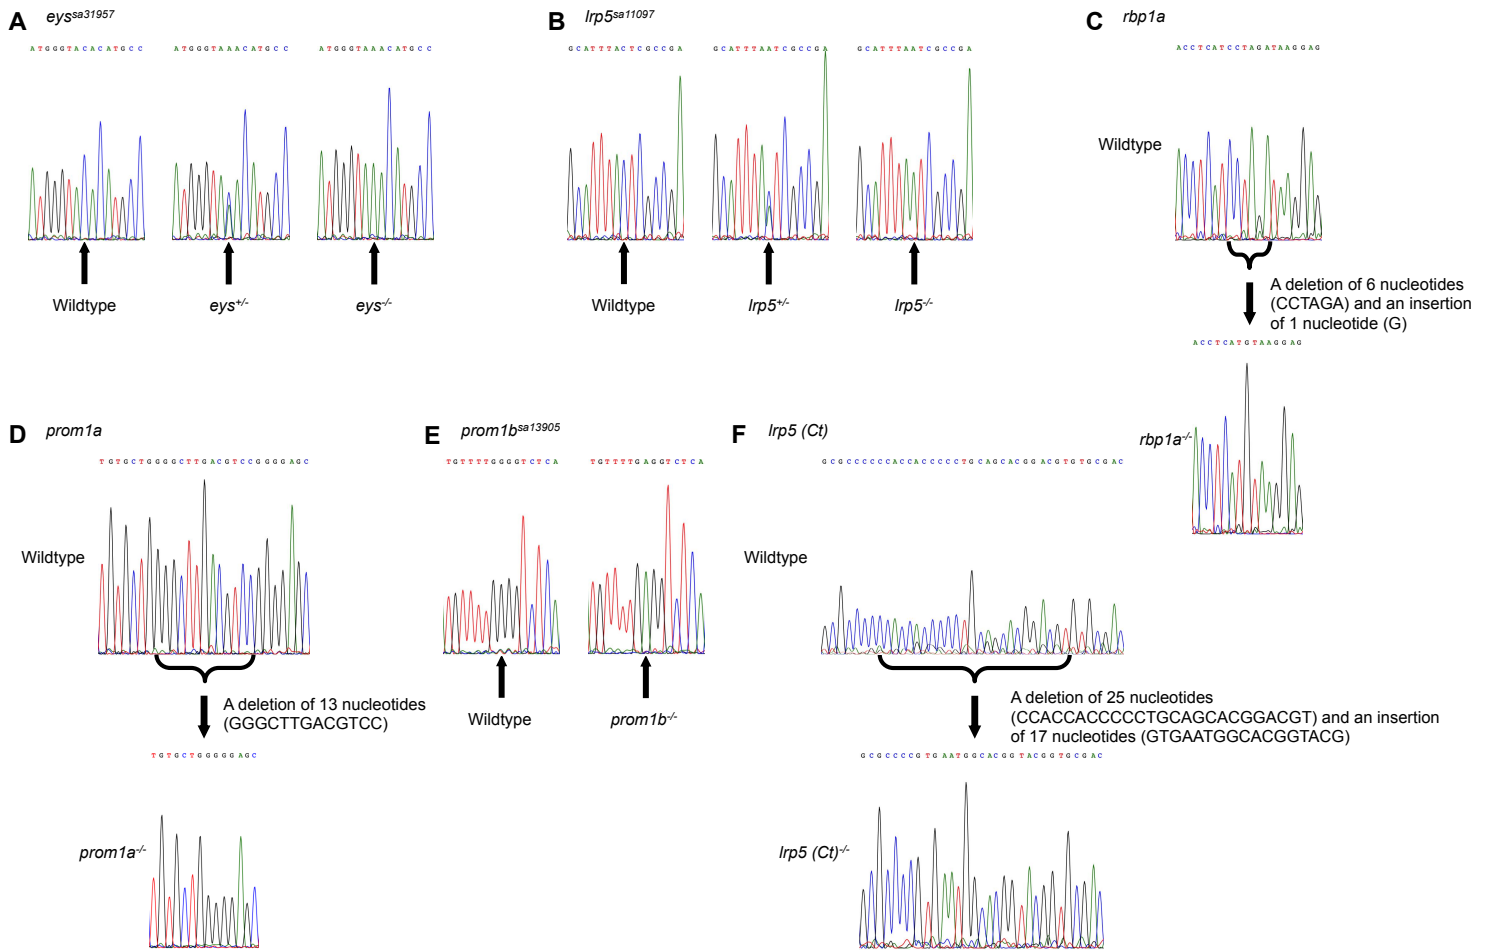 A eys^sa31957
ATGGGTACACATGCC
ATGGGTAAACATGCC
ATGGGTAAACATGCC
Wildtype
eys+/-
eys-/-
B lrp5^sa11097
GCATTTACTCGCCGA
GCATTTAATCGCCGA
GCATTTAATCGCCGA
Wildtype
lrp5+/-
lrp5-/-
C rbp1a
ACCTCATCCTAGATAAGGAG
Wildtype
A deletion of 6 nucleotides
(CCTAGA) and an insertion
of 1 nucleotide (G)
ACCTCATGTAAGGAG
rbp1a-/-
D prom1a
TGTGCTGGGGCTTGACGTCCGGGGAGC
Wildtype
A deletion of 13 nucleotides
(GGGCTTGACGTCC)
TGTGCTGGGGGAGC
prom1a-/-
E prom1b^sa13905
TGTTTTGGGGTCTCA
TGTTTTGAGGTCTCA
Wildtype
prom1b-/-
F lrp5 (Ct)
GCGCCCCCCACCACCCCCTGCAGCACGGACGTGTGCGAC
Wildtype
A deletion of 25 nucleotides
(CCACCACCCCCTGCAGCACGGACGT) and an insertion
of 17 nucleotides (GTGAATGGCACGGTACG)
GCGCCCCGTGAATGGCACGGTACGGTGCGAC
lrp5 (Ct)-/-